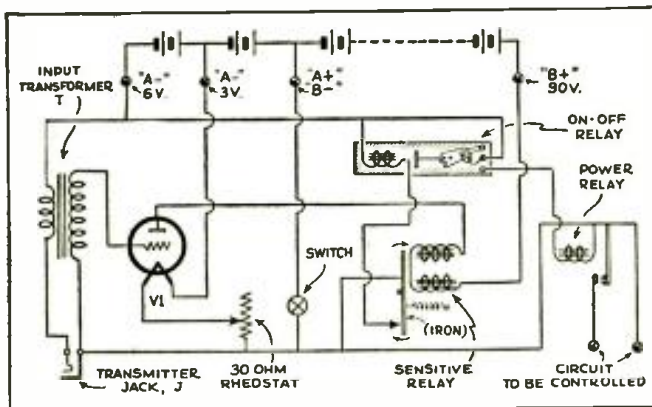 INPUT
TRANSFORMER
T
"A-"
6V.
"A-"
3V.
"A+"
B-"
"B+"
90V.
ON-OFF
RELAY
POWER
RELAY
SWITCH
V1
(IRON)
TRANSMITTER
JACK, J
30 OHM
RHEOSTAT
SENSITIVE
RELAY
CIRCUIT
TO BE CONTROLLED